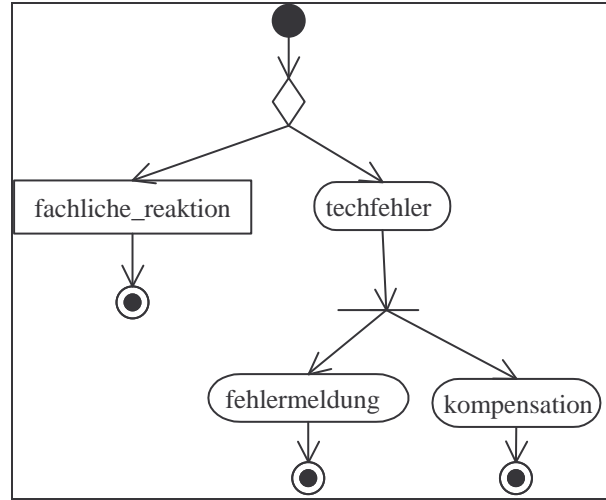 fachliche_reaktion
techfehler
fehlermeldung
kompensation